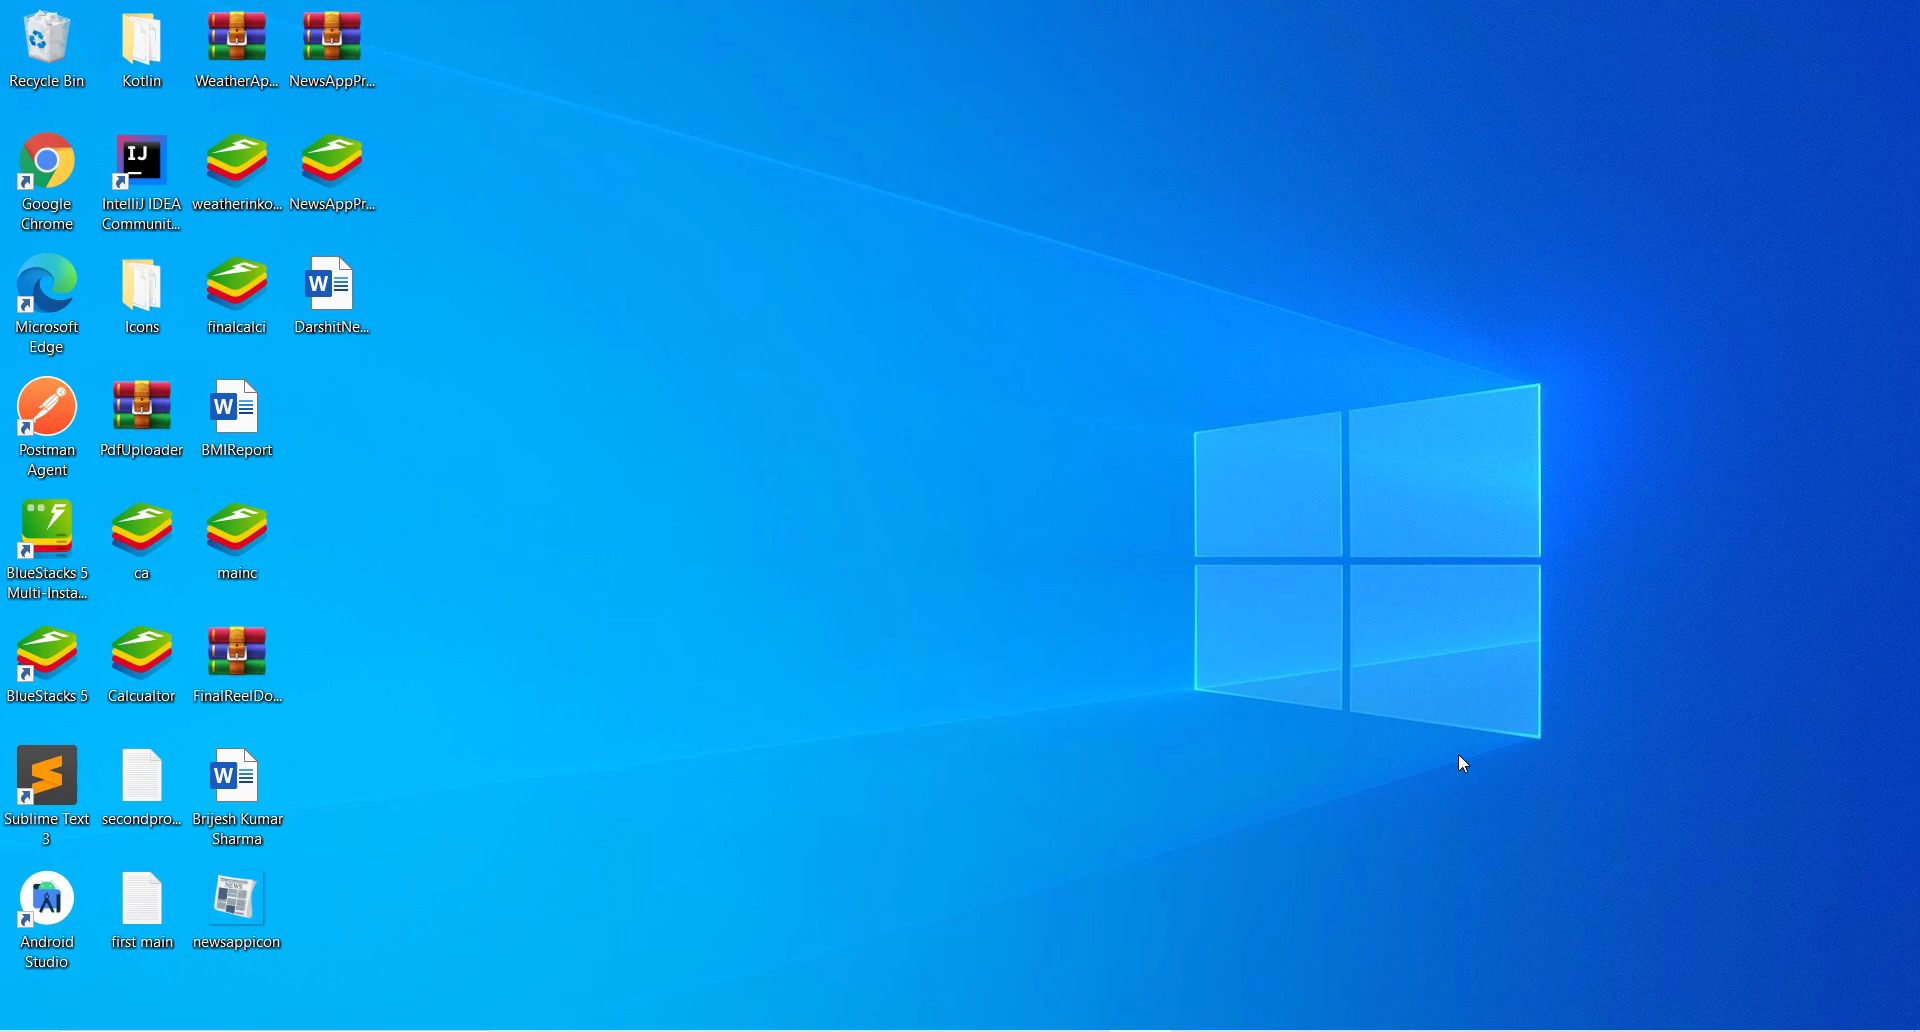 Recycle Bin
Kotlin
WeatherAp...
NewsAppPr...
Google
Chrome
IJ
IntelliJ IDEA
Communit...
weatherinko...
NewsAppPr...
Microsoft
Edge
Icons
finalcalci
W
DarshitNe...
Postman
Agent
PdfUploader
W
BMIReport
BlueStacks 5
Multi-Insta...
ca
mainc
BlueStacks 5
Calcualtor
FinalReelDo...
Sublime Text
3
secondpro...
W
Brijesh Kumar
Sharma
Android
Studio
first main
NEWS
newsappicon